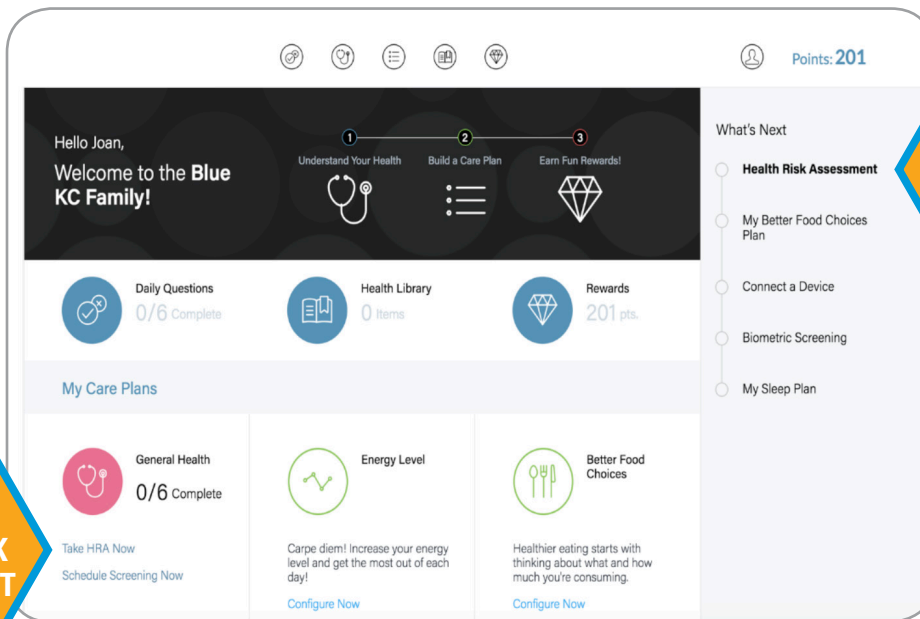 Points: 201
Hello Joan,
Welcome to the Blue
KC Family!
1
2
3
Understand Your Health
Build a Care Plan
Earn Fun Rewards!
Daily Questions
0/6 Complete
Health Library
0 Items
Rewards
201 pts.
My Care Plans
General Health
0/6 Complete
Take HRA Now
Schedule Screening Now
Energy Level
Carpe diem! Increase your energy
level and get the most out of each
day!
Configure Now
Better Food
Choices
Healthier eating starts with
thinking about what and how
much you're consuming.
Configure Now
What's Next
Health Risk Assessment
My Better Food Choices
Plan
Connect a Device
Biometric Screening
My Sleep Plan